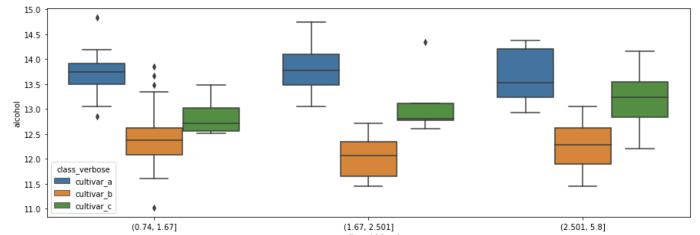 15.0
14.5
14.0
13.5
13.0
12.5
12.0
11.5
11.0
alcohol
class_verbose
cultivar_a
cultivar_b
cultivar_c
(0.74, 1.67]
(1.67, 2.501]
(2.501, 5.8]